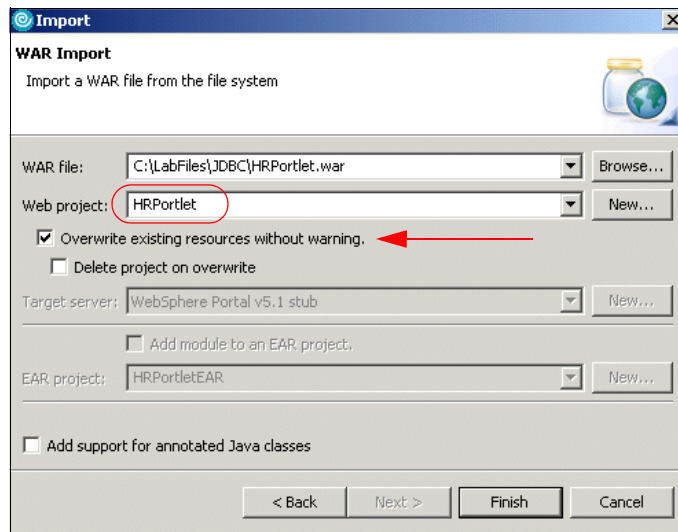 Import
WAR Import
Import a WAR file from the file system
WAR file: C:\LabFiles\JDBC\HRPortlet.war Browse...
Web project: HRPortlet New...
Overwrite existing resources without warning.
Delete project on overwrite
Target server: WebSphere Portal v5.1 stub New...
Add module to an EAR project.
EAR project: HRPortletEAR New...
Add support for annotated Java classes
< Back Next > Finish Cancel